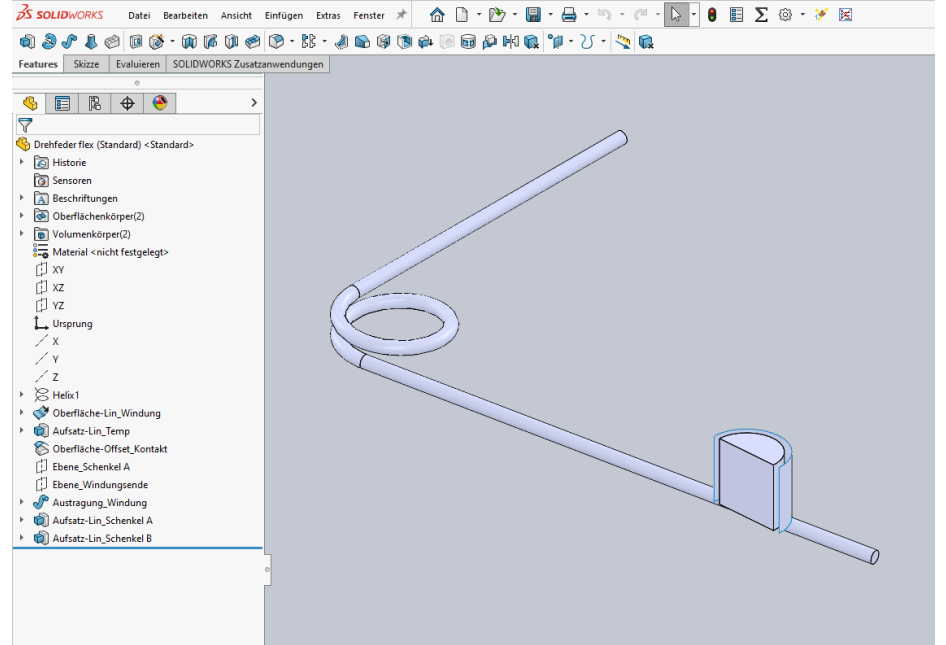 SOLIDWORKS Datei Bearbeiten Ansicht Einfügen Extras Fenster
Features Skizze Evaluieren SOLIDWORKS Zusatzanwendungen
Drehfeder flex (Standard) <Standard>
Historie
Sensoren
A Beschriftungen
Oberflächenkörper(2)
Volumenkörper(2)
Material <nicht festgelegt>
XY
XZ
YZ
Ursprung
X
Y
Z
Helix1
Oberfläche-Lin_Windung
Aufsatz-Lin_Temp
Oberfläche-Offset_Kontakt
Ebene_Schenkel A
Ebene_Windungsende
Austragung_Windung
Aufsatz-Lin_Schenkel A
Aufsatz-Lin_Schenkel B